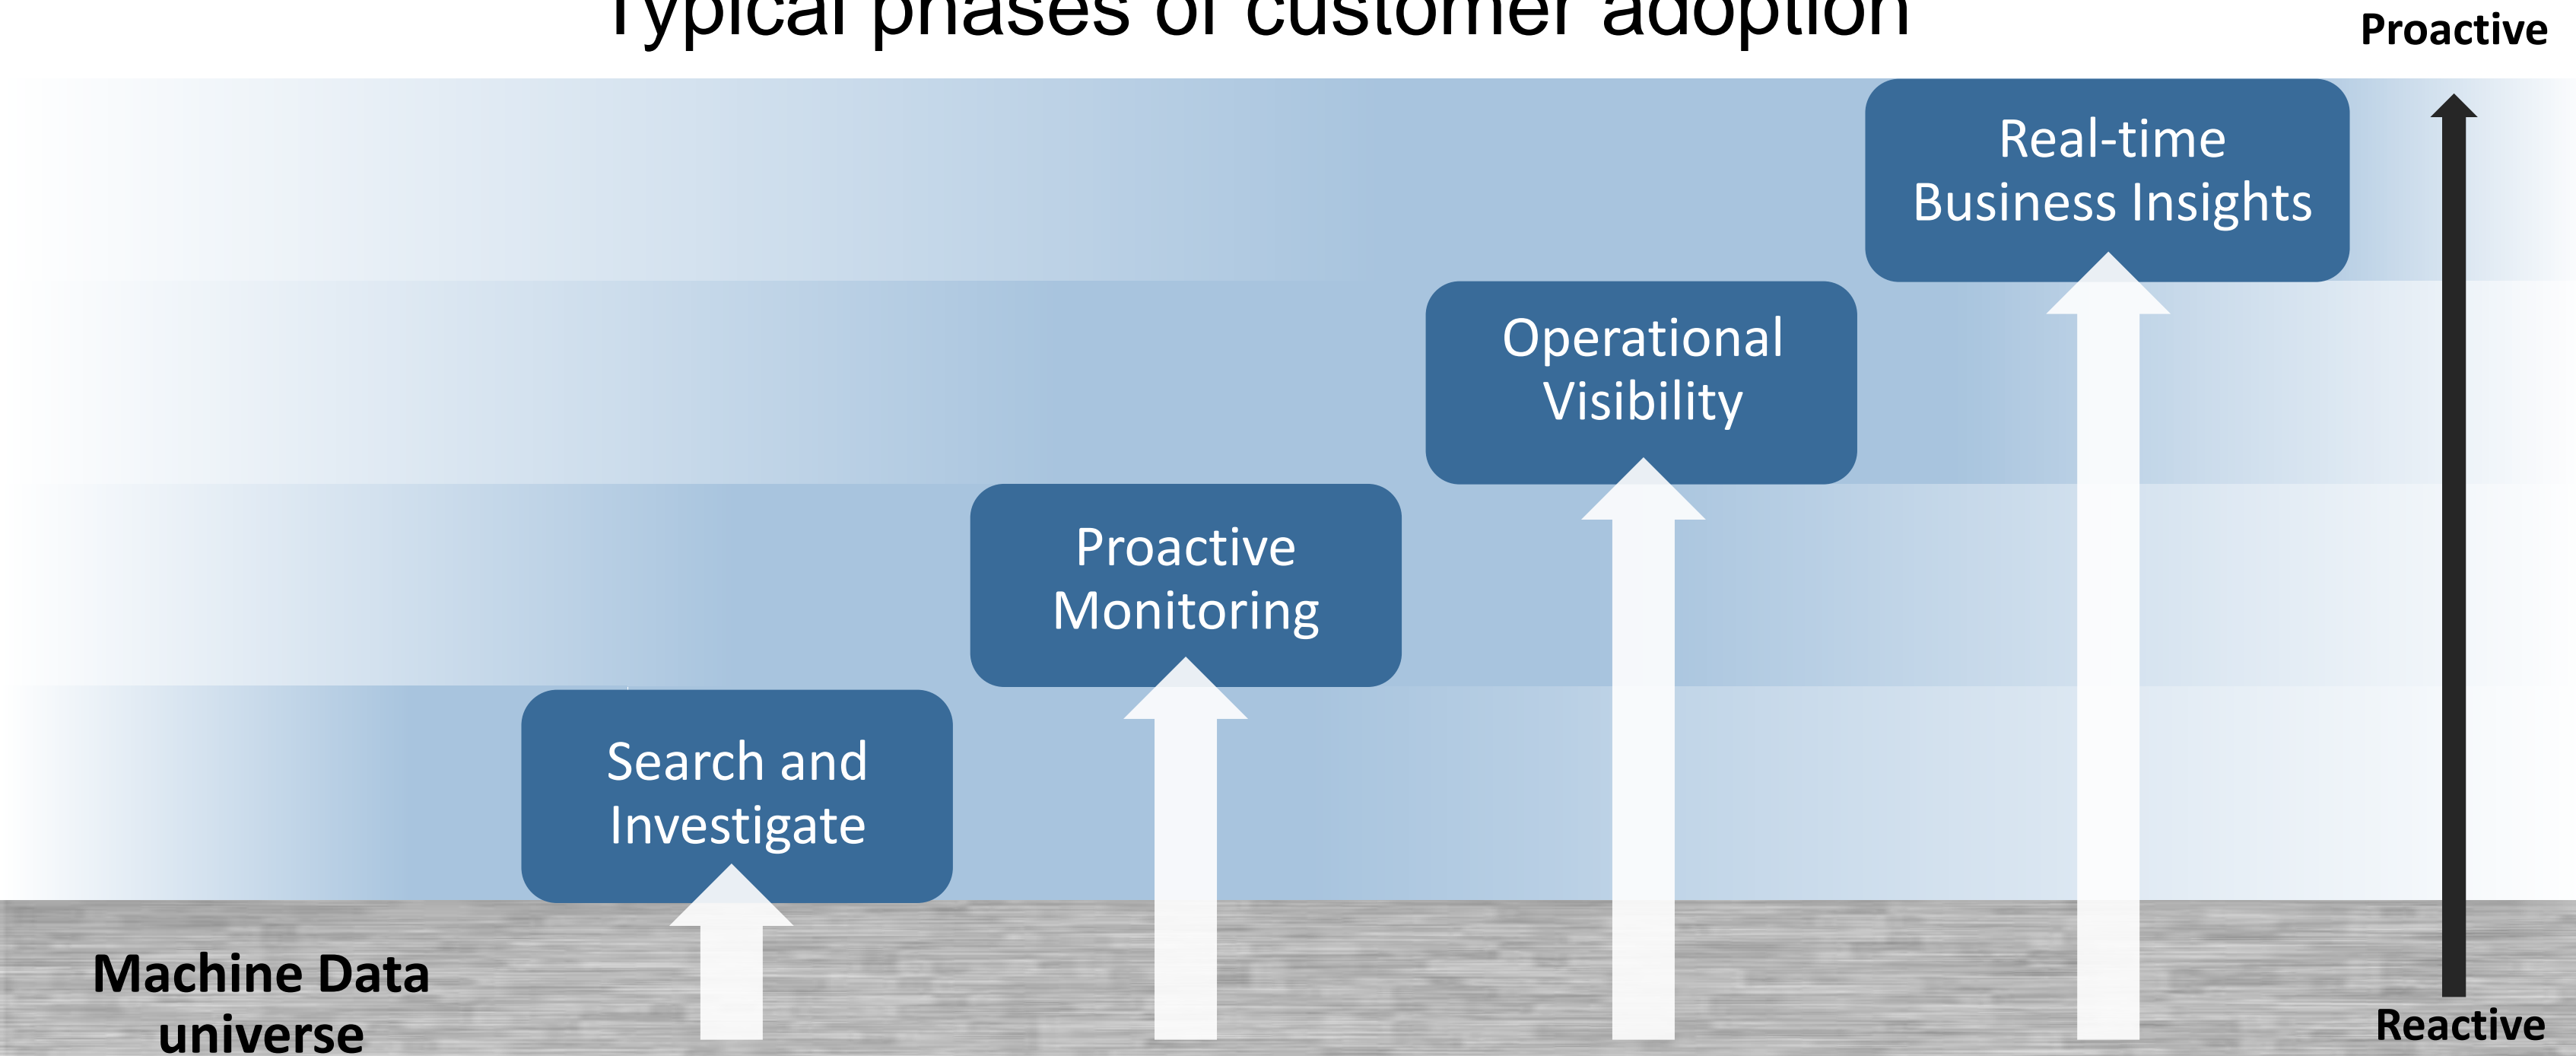 Typical phases of customer adoption
Proactive
Real-time
Business Insights
Operational
Visibility
Proactive
Monitoring
Search and
Investigate
Machine Data
universe
Reactive